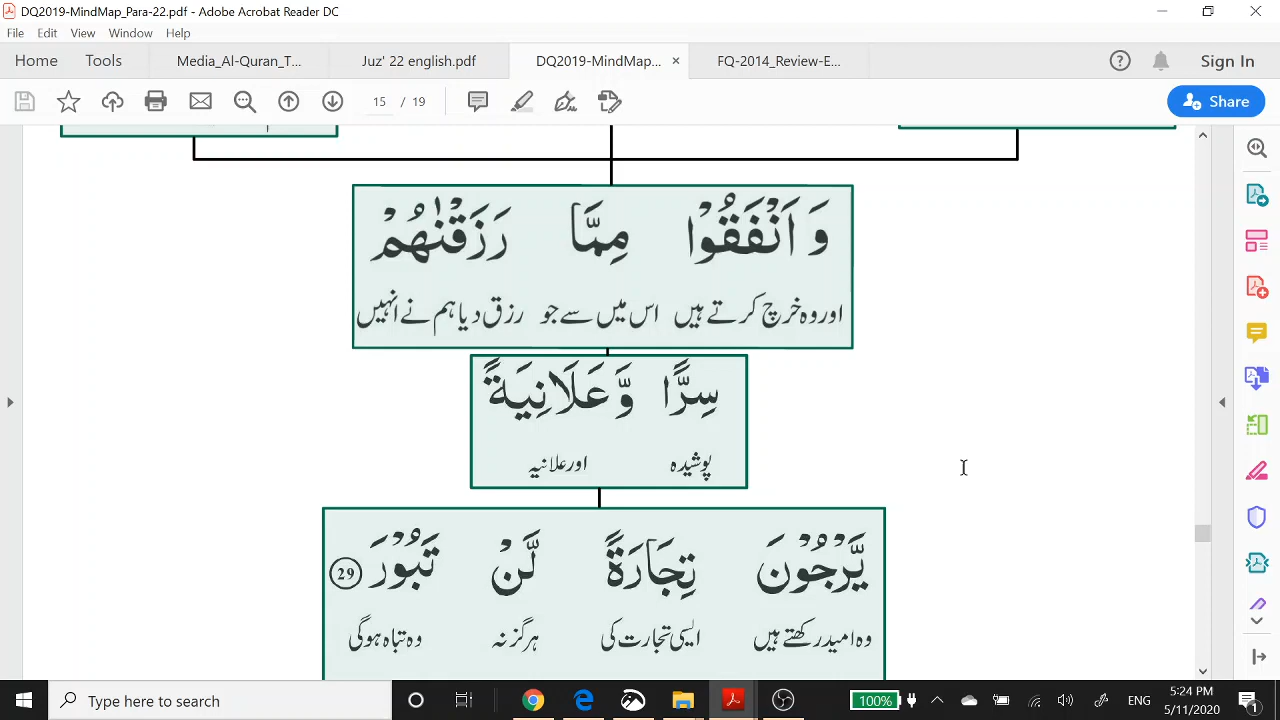 DQ2019-MindMap_Para-22.pdf - Adobe Acrobat Reader DC
File Edit View Window Help
Home Tools Media_Al-Quran_T... Juz' 22 english.pdf DQ2019-MindMap... × FQ-2014_Review-E... Sign In
15 / 19 Share
وَ اَنْفَقُوْا مِمَّا رَزَقْنٰهُمْ
اور وہ خرچ کرتے ہیں اس میں سے جو رزق دیا ہم نے انہیں
سِرًّا وَّعَلَانِيَةً
پوشیدہ اور علانیہ
يَّرْجُوْنَ تِجَارَةً لَّنْ تَبُوْرَ 29
وہ امید رکھتے ہیں ایسی تجارت کی ہرگز نہ وہ تباہ ہوگی
Type here to search 100% ENG 5:24 PM
5/11/2020 1